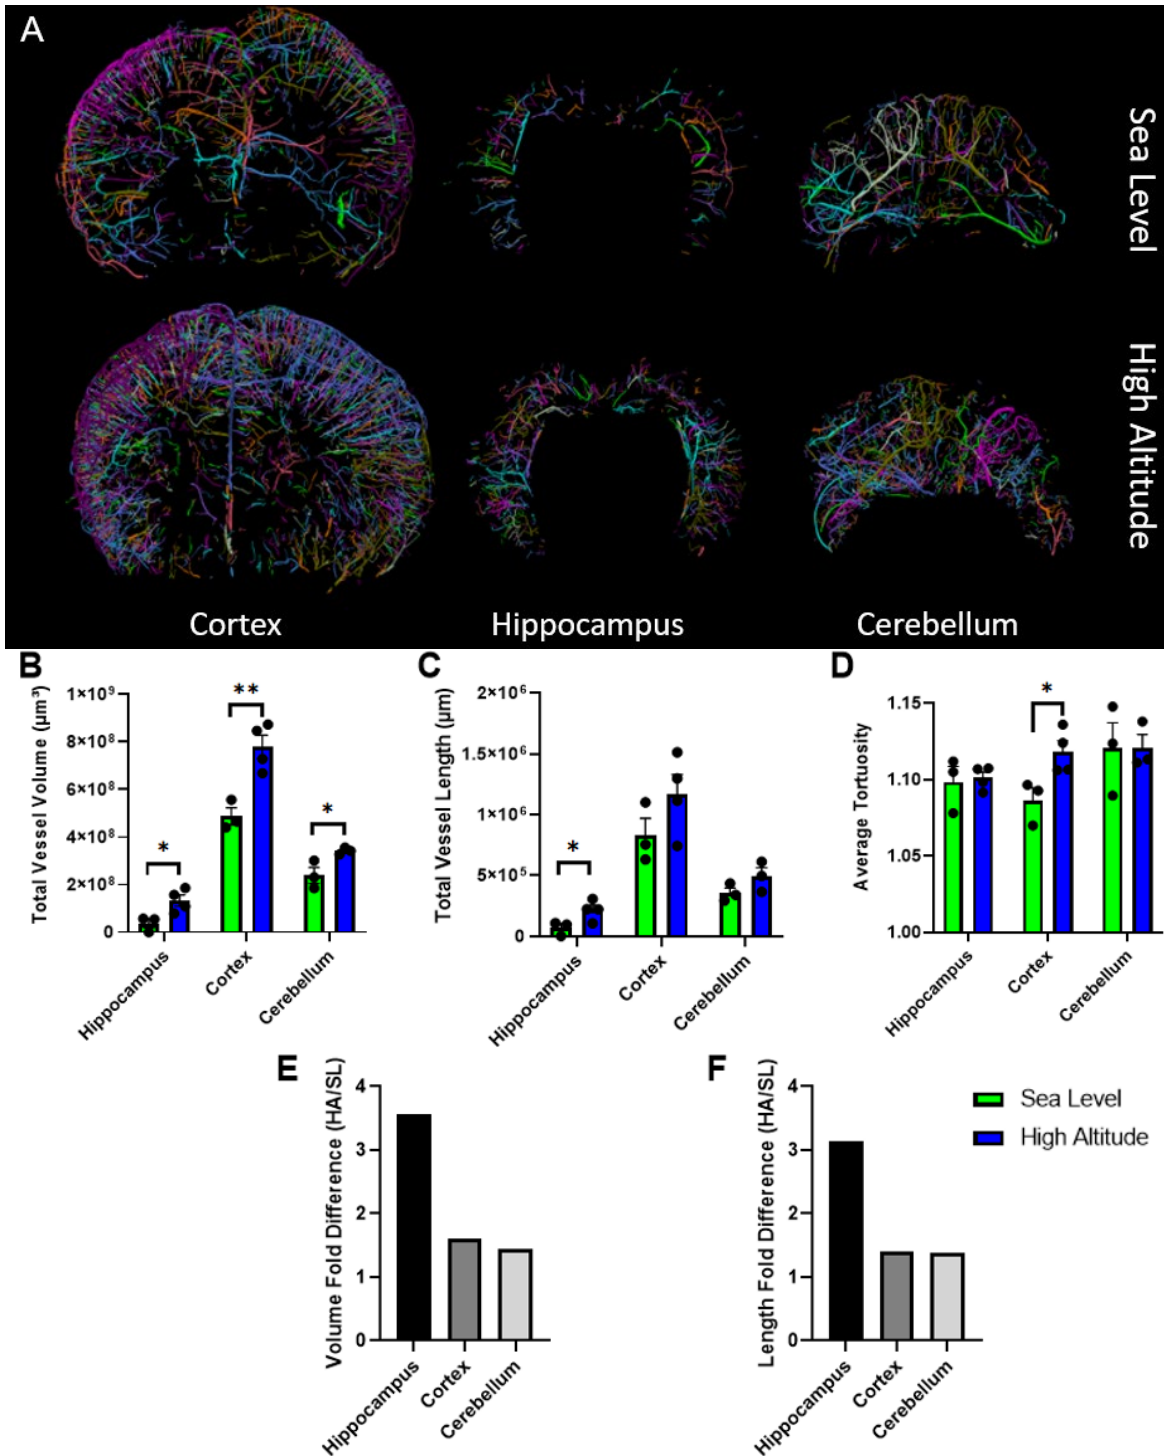 A
Sea Level
High Altitude
Cortex
Hippocampus
Cerebellum
B
Total Vessel Volume (µm³)
1×10⁹
8×10⁸
6×10⁸
4×10⁸
2×10⁸
0
*
**
*
Hippocampus
Cortex
Cerebellum
C
Total Vessel Length (µm)
2×10⁶
1.5×10⁶
1×10⁶
5×10⁵
0
*
Hippocampus
Cortex
Cerebellum
D
Average Tortuosity
1.15
1.10
1.05
1.00
*
Hippocampus
Cortex
Cerebellum
E
Volume Fold Difference (HA/SL)
4
3
2
1
0
Hippocampus
Cortex
Cerebellum
F
Length Fold Difference (HA/SL)
4
3
2
1
0
Hippocampus
Cortex
Cerebellum
Sea Level
High Altitude